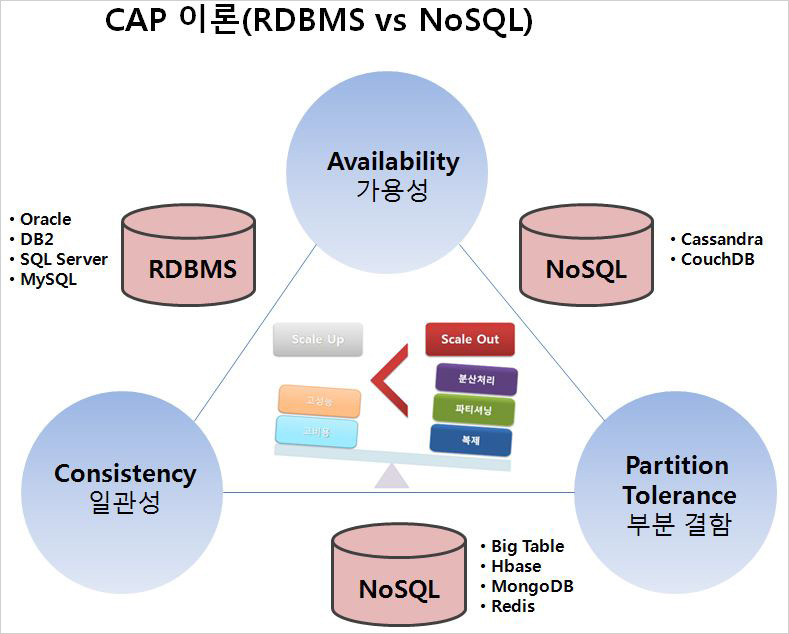 CAP 이론(RDBMS vs NoSQL)
Availability
가용성
• Oracle
• DB2
• SQL Server
• MySQL
RDBMS
NoSQL
• Cassandra
• CouchDB
Scale Up
Scale Out
고성능
고비용
분산처리
파티셔닝
복제
Consistency
일관성
Partition
Tolerance
부분 결함
NoSQL
• Big Table
• Hbase
• MongoDB
• Redis